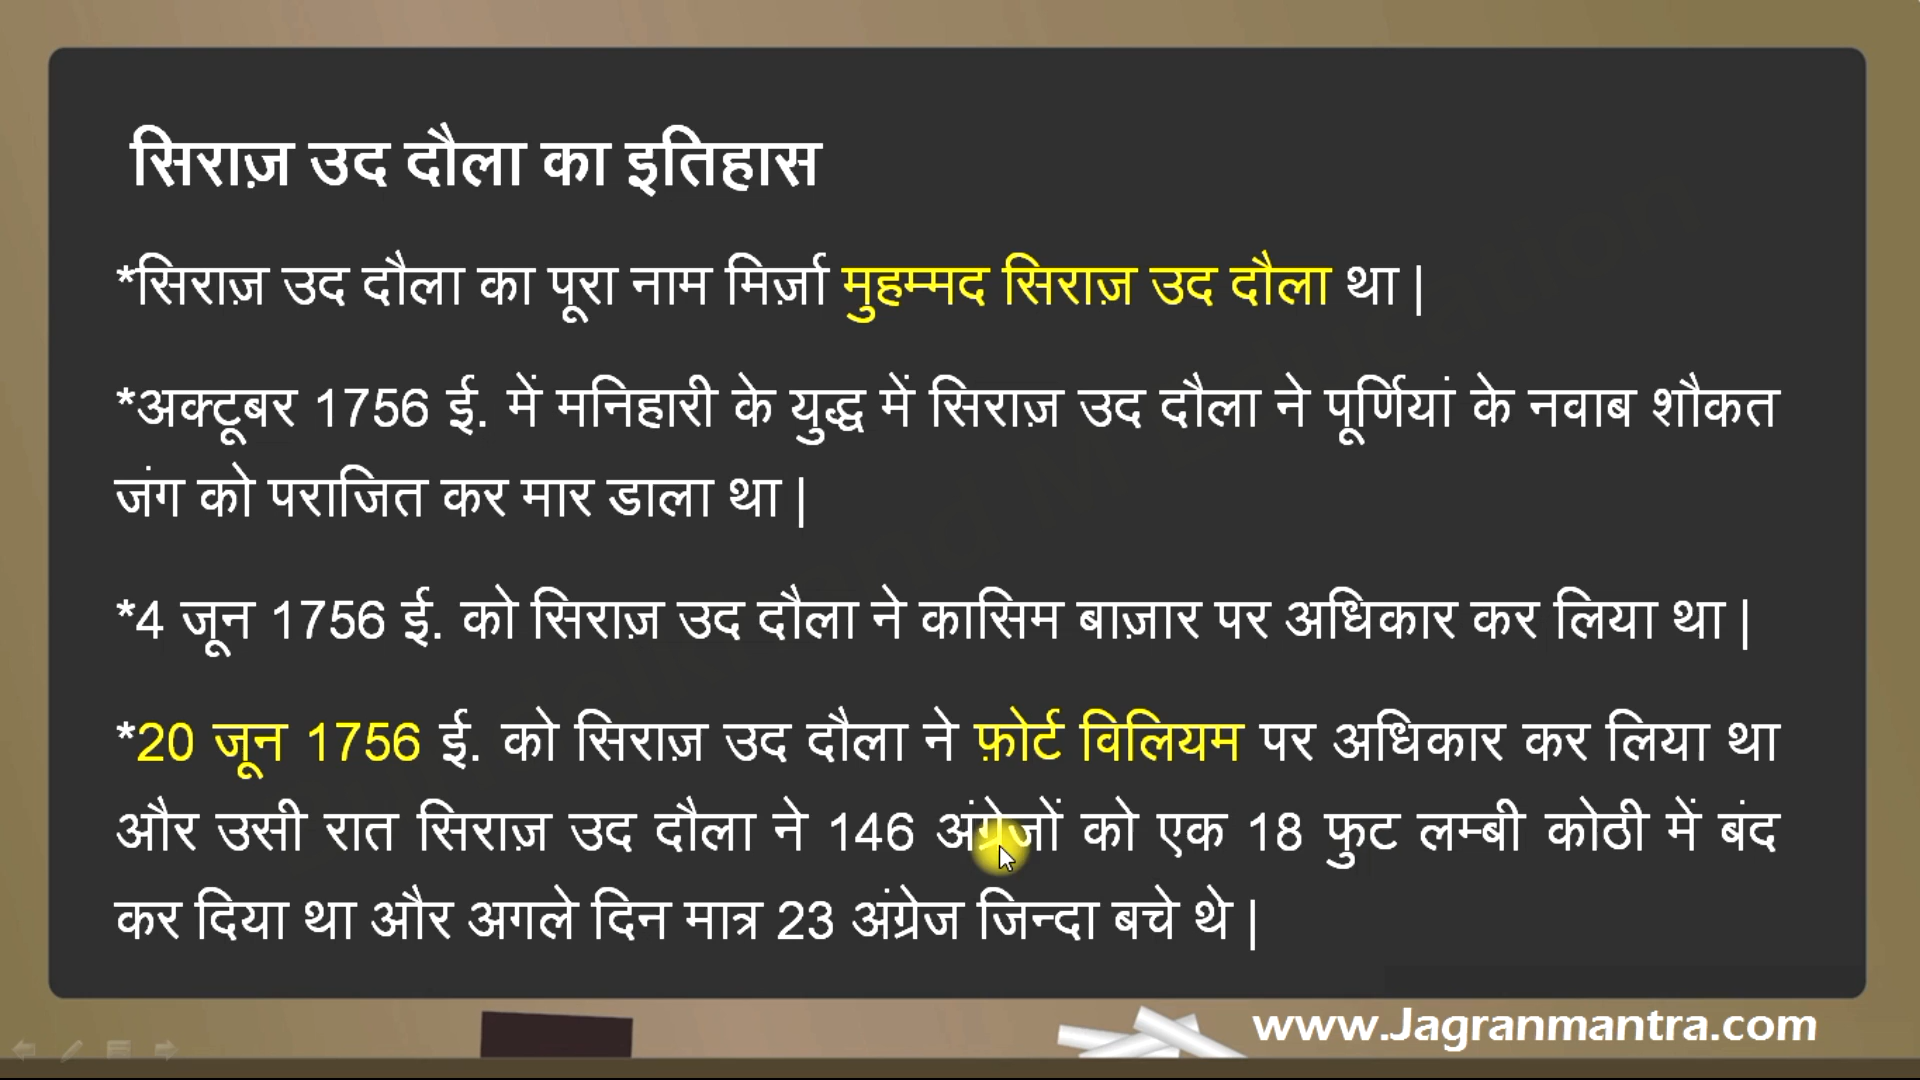 सिराज़ उद दौला का इतिहास
*सिराज़ उद दौला का पूरा नाम मिर्ज़ा मुहम्मद सिराज़ उद दौला था |
*अक्टूबर 1756 ई. में मनिहारी के युद्ध में सिराज़ उद दौला ने पूर्णियां के नवाब शौकत
जंग को पराजित कर मार डाला था |
*4 जून 1756 ई. को सिराज़ उद दौला ने कासिम बाज़ार पर अधिकार कर लिया था |
*20 जून 1756 ई. को सिराज़ उद दौला ने फ़ोर्ट विलियम पर अधिकार कर लिया था
और उसी रात सिराज़ उद दौला ने 146 अंग्रेजों को एक 18 फुट लम्बी कोठी में बंद
कर दिया था और अगले दिन मात्र 23 अंग्रेज जिन्दा बचे थे |
www.Jagranmantra.com